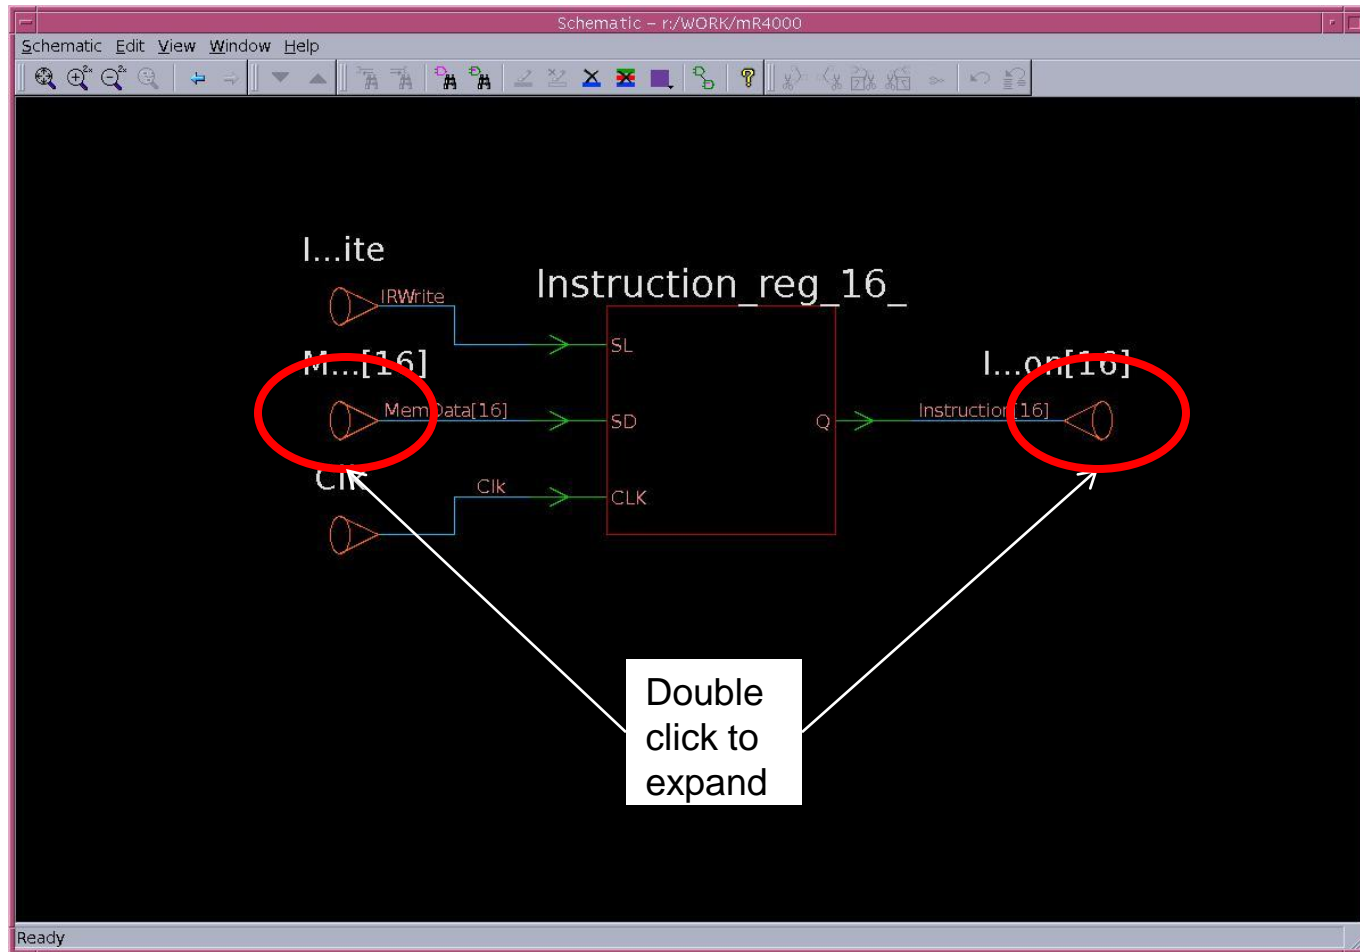 Schematic – r:/WORK/mR4000
Schematic Edit View Window Help
I...ite
IRWrite
Instruction_reg_16_
SL
M...[16]
I...on[16]
MemData[16]
SD
Q
Instruction[16]
Clk
Clk
CLK
Double
click to
expand
Ready